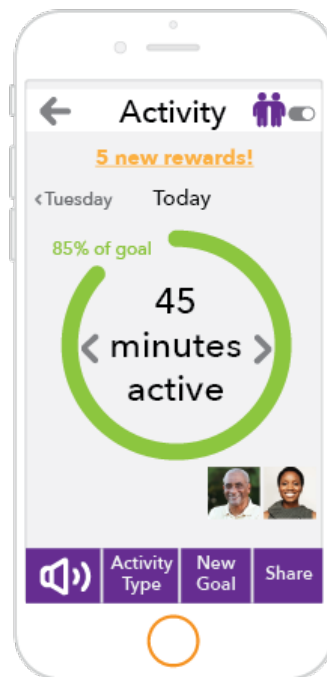 Activity
5 new rewards!
‹Tuesday Today
85% of goal
45
minutes
active
Activity
Type
New
Goal
Share